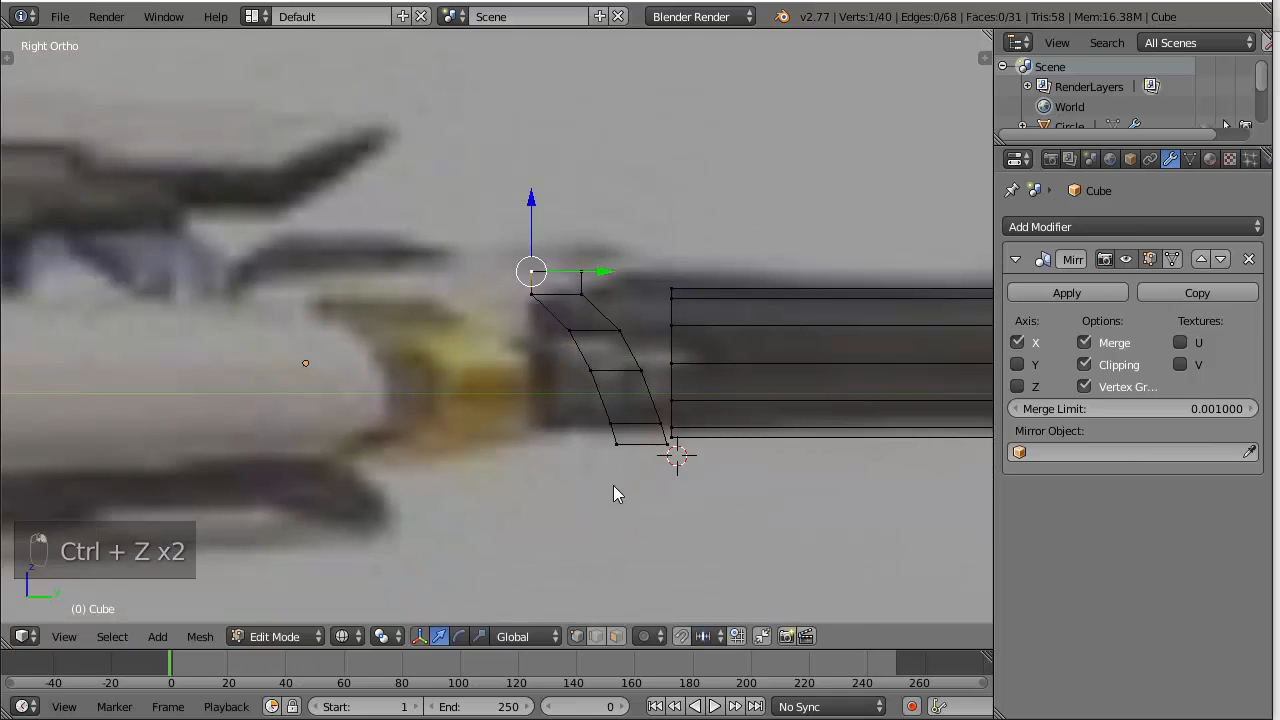 File Render Window Help Default Scene Blender Render v2.77 | Verts:1/40 | Edges:0/68 | Faces:0/31 | Tris:58 | Mem:16.38M | Cube
Right Ortho
View Search All Scenes
Scene
RenderLayers |
World
Circle
Cube
Add Modifier
Mirr
Apply Copy
Axis: Options: Textures:
X Merge U
Y Clipping V
Z Vertex Gr...
Merge Limit: 0.001000
Mirror Object:
Ctrl + Z x2
z
y
(0) Cube
View Select Add Mesh Edit Mode Global
-40 -20 0 20 40 60 80 100 120 140 160 180 200 220 240 260
View Marker Frame Playback Start: 1 End: 250 0 No Sync